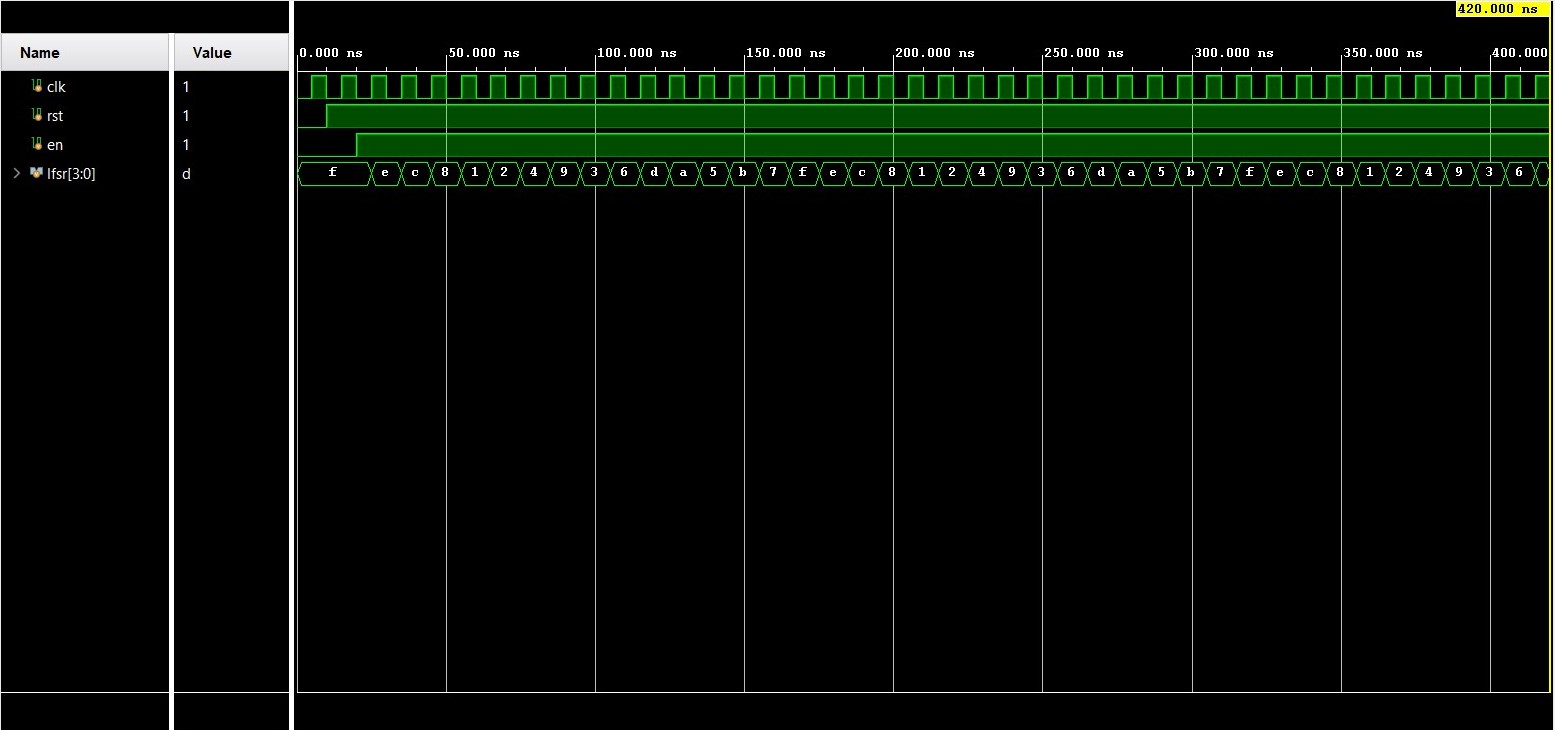 420.000 ns
Name Value 0.000 ns 50.000 ns 100.000 ns 150.000 ns 200.000 ns 250.000 ns 300.000 ns 350.000 ns 400.000
clk 1
rst 1
en 1
lfsr[3:0] d f e c 8 1 2 4 9 3 6 d a 5 b 7 f e c 8 1 2 4 9 3 6 d a 5 b 7 f e c 8 1 2 4 9 3 6